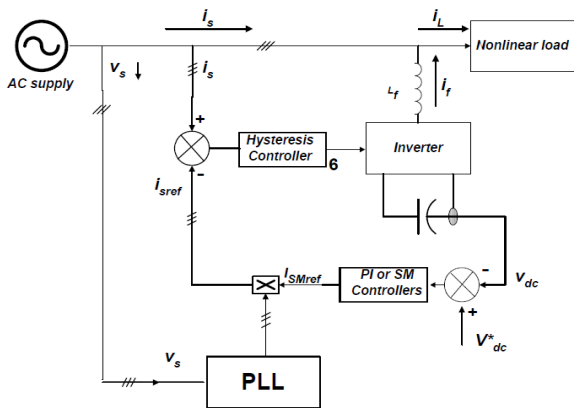 i_s
i_L
Nonlinear load
AC supply
v_s
i_s
L_f
i_f
+
Hysteresis
Controller
6
Inverter
-
i_sref
I_SMref
PI or SM
Controllers
-
v_dc
+
V*_dc
v_s
PLL